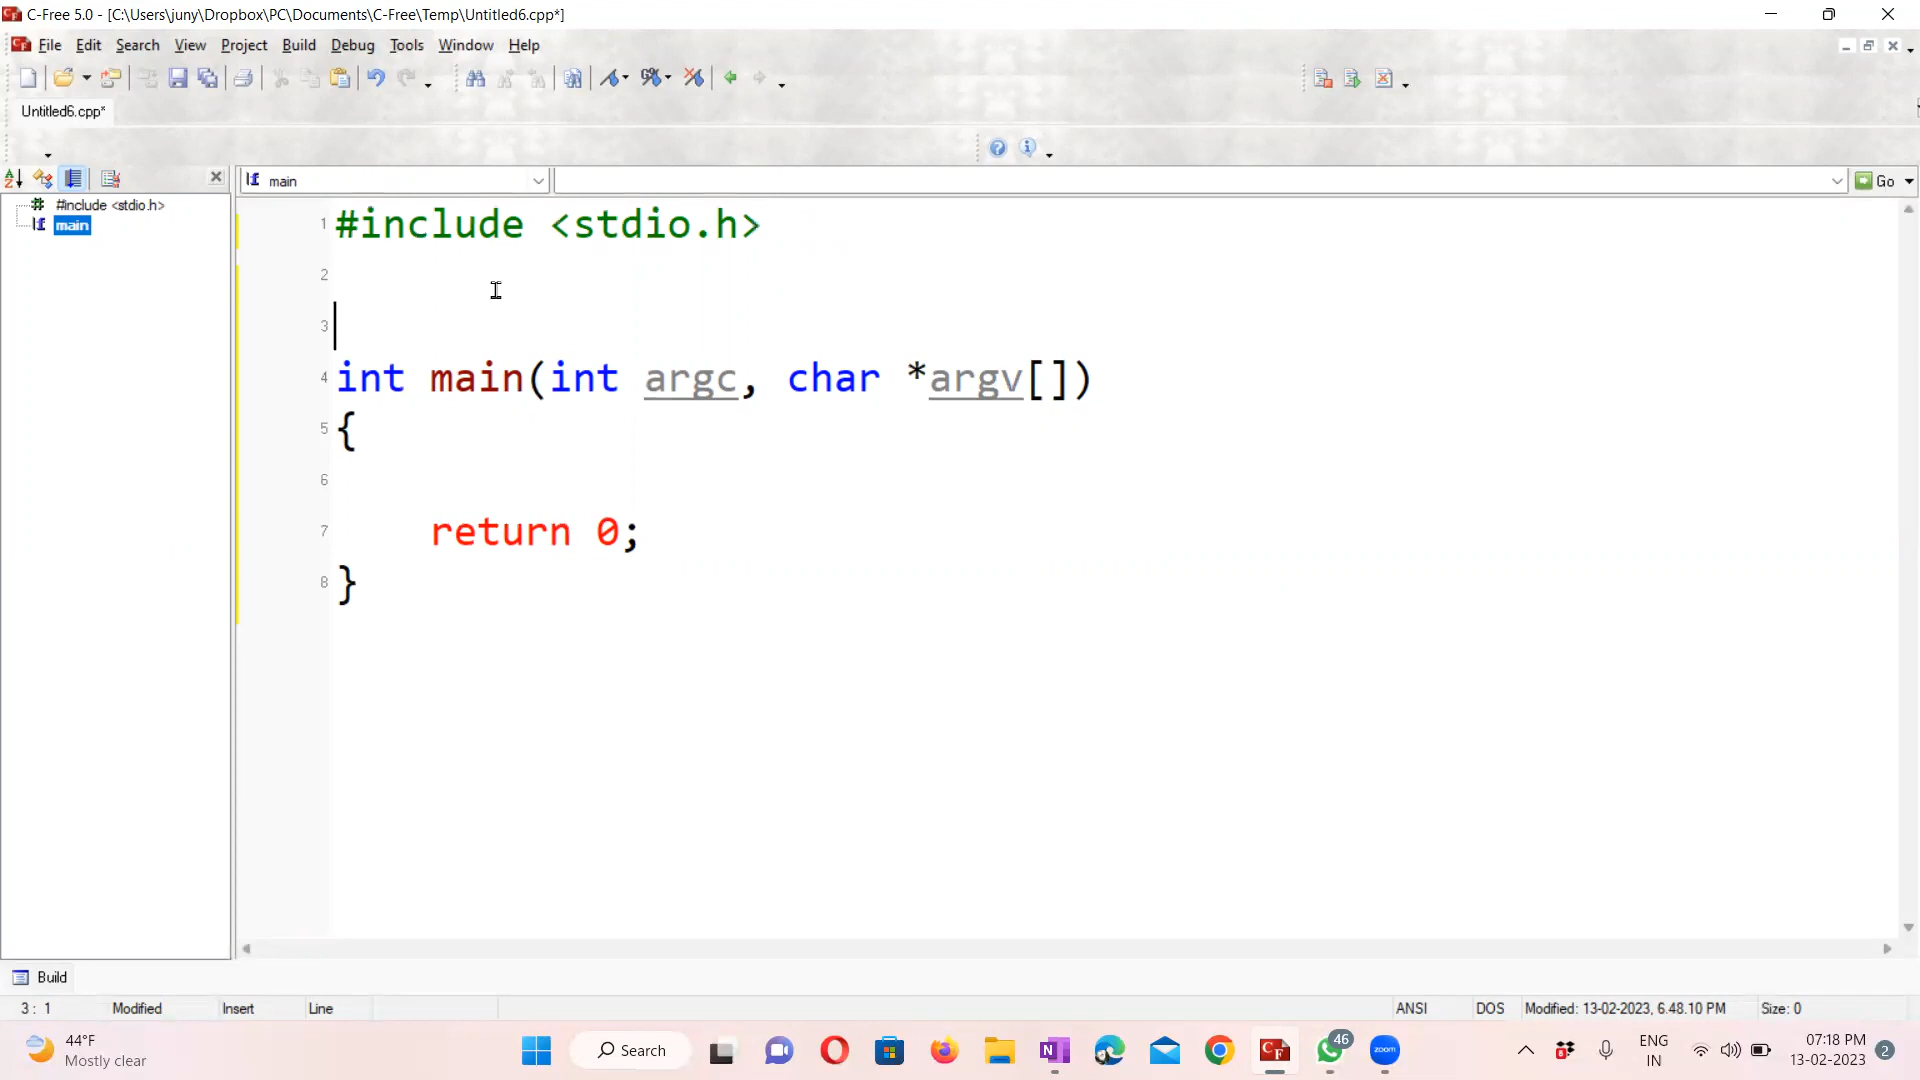 C-Free 5.0 - [C:\Users\juny\Dropbox\PC\Documents\C-Free\Temp\Untitled6.cpp*]
File Edit Search View Project Build Debug Tools Window Help
Untitled6.cpp*
main
Go
#include <stdio.h>
main
1 #include <stdio.h>
2
3
4 int main(int argc, char *argv[])
5 {
6
7 return 0;
8 }
Build
3: 1 Modified Insert Line ANSI DOS Modified: 13-02-2023, 6.48.10 PM Size: 0
44°F
Mostly clear
Search
46
zoom
ENG
IN
07:18 PM
13-02-2023
2